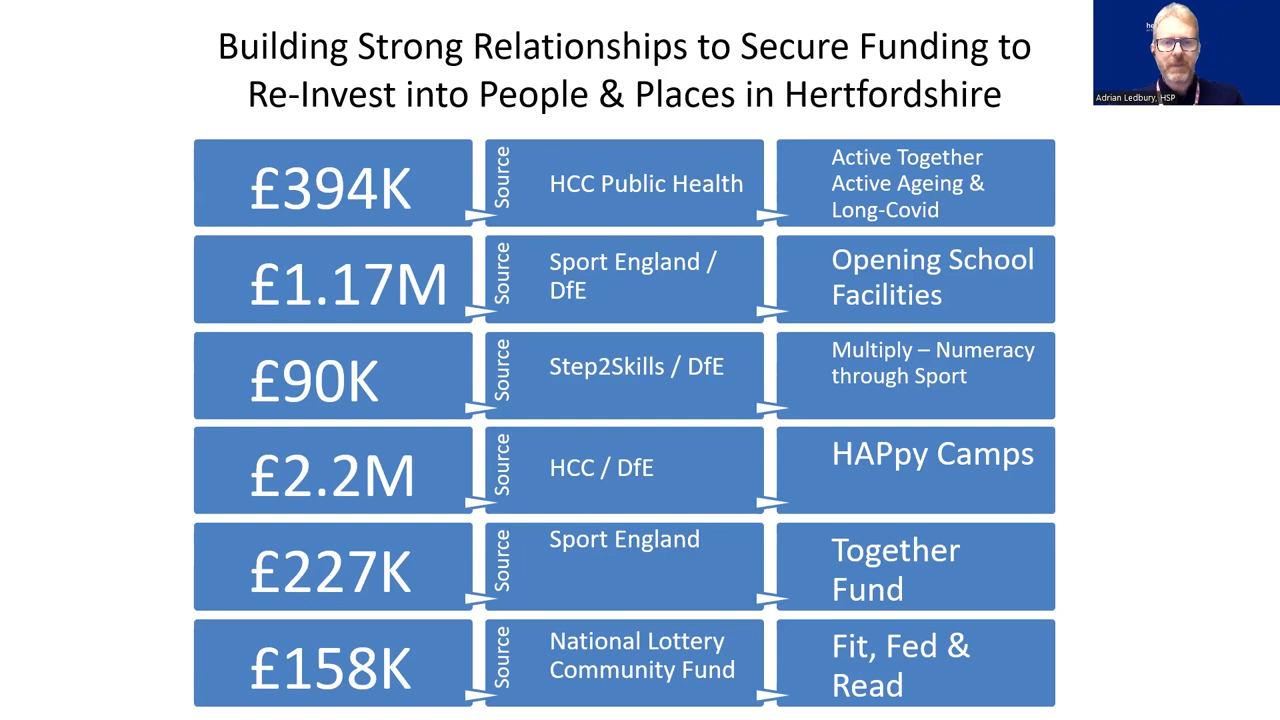 Building Strong Relationships to Secure Funding to
Re-Invest into People & Places in Hertfordshire
Adrian Ledbury, HSP
£394K
Source
HCC Public Health
Active Together
Active Ageing &
Long-Covid
£1.17M
Source
Sport England /
DfE
Opening School
Facilities
£90K
Source
Step2Skills / DfE
Multiply – Numeracy
through Sport
£2.2M
Source
HCC / DfE
HAPpy Camps
£227K
Source
Sport England
Together
Fund
£158K
Source
National Lottery
Community Fund
Fit, Fed &
Read